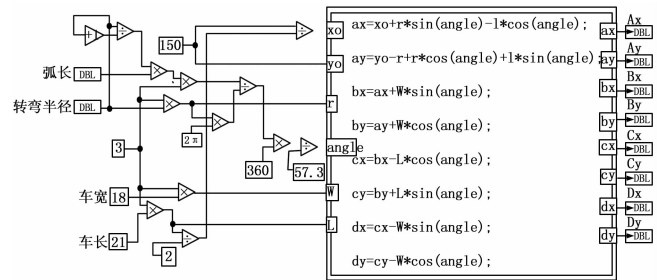 +1
÷
÷
xo
ax=xo+r*sin(angle)-l*cos(angle);
ax
Ax
DBL
150
yo
ay=yo-r+r*cos(angle)+l*sin(angle);
ay
Ay
DBL
弧长 DBL
×
×
÷
bx=ax+W*sin(angle);
bx
Bx
DBL
转弯半径 DBL
×
r
÷
×
2π
by=ay+W*cos(angle);
by
By
DBL
3
×
÷
angle
360
57.3
cx=bx-L*cos(angle);
cx
Cx
DBL
车宽 18
×
W
cy=by+L*sin(angle);
cy
Cy
DBL
车长 21
×
÷
2
L
dx=cx-W*sin(angle);
dx
Dx
DBL
dy=cy-W*cos(angle);
dy
Dy
DBL